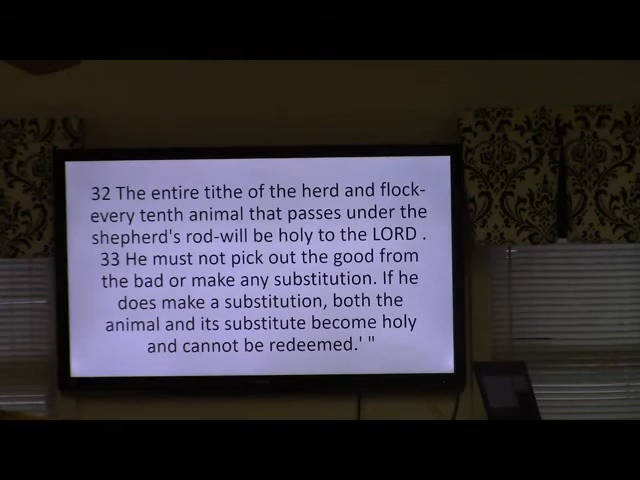 32 The entire tithe of the herd and flock-
every tenth animal that passes under the
shepherd's rod-will be holy to the LORD .
33 He must not pick out the good from
the bad or make any substitution. If he
does make a substitution, both the
animal and its substitute become holy
and cannot be redeemed.' "